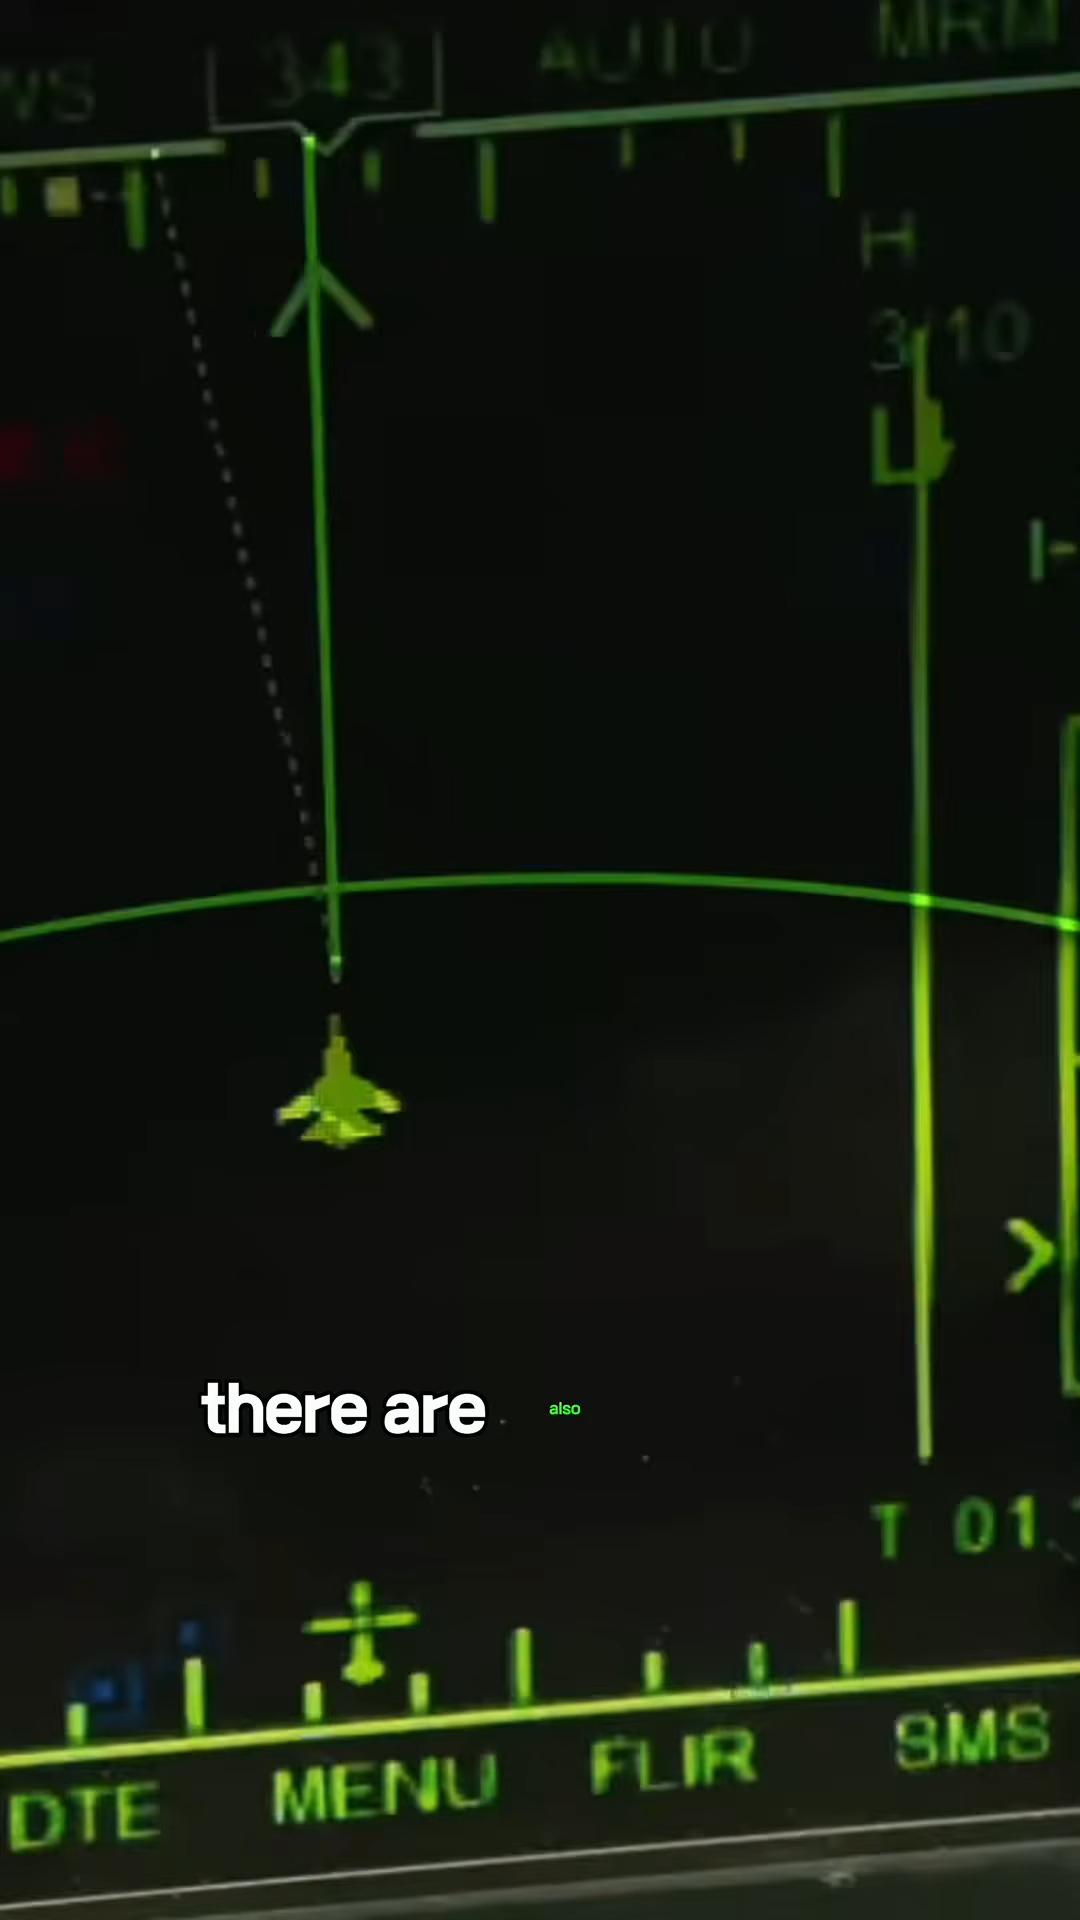 343 AUTO MRM
H
3/10
L
there are also
T 01.
DTE MENU FLIR SMS